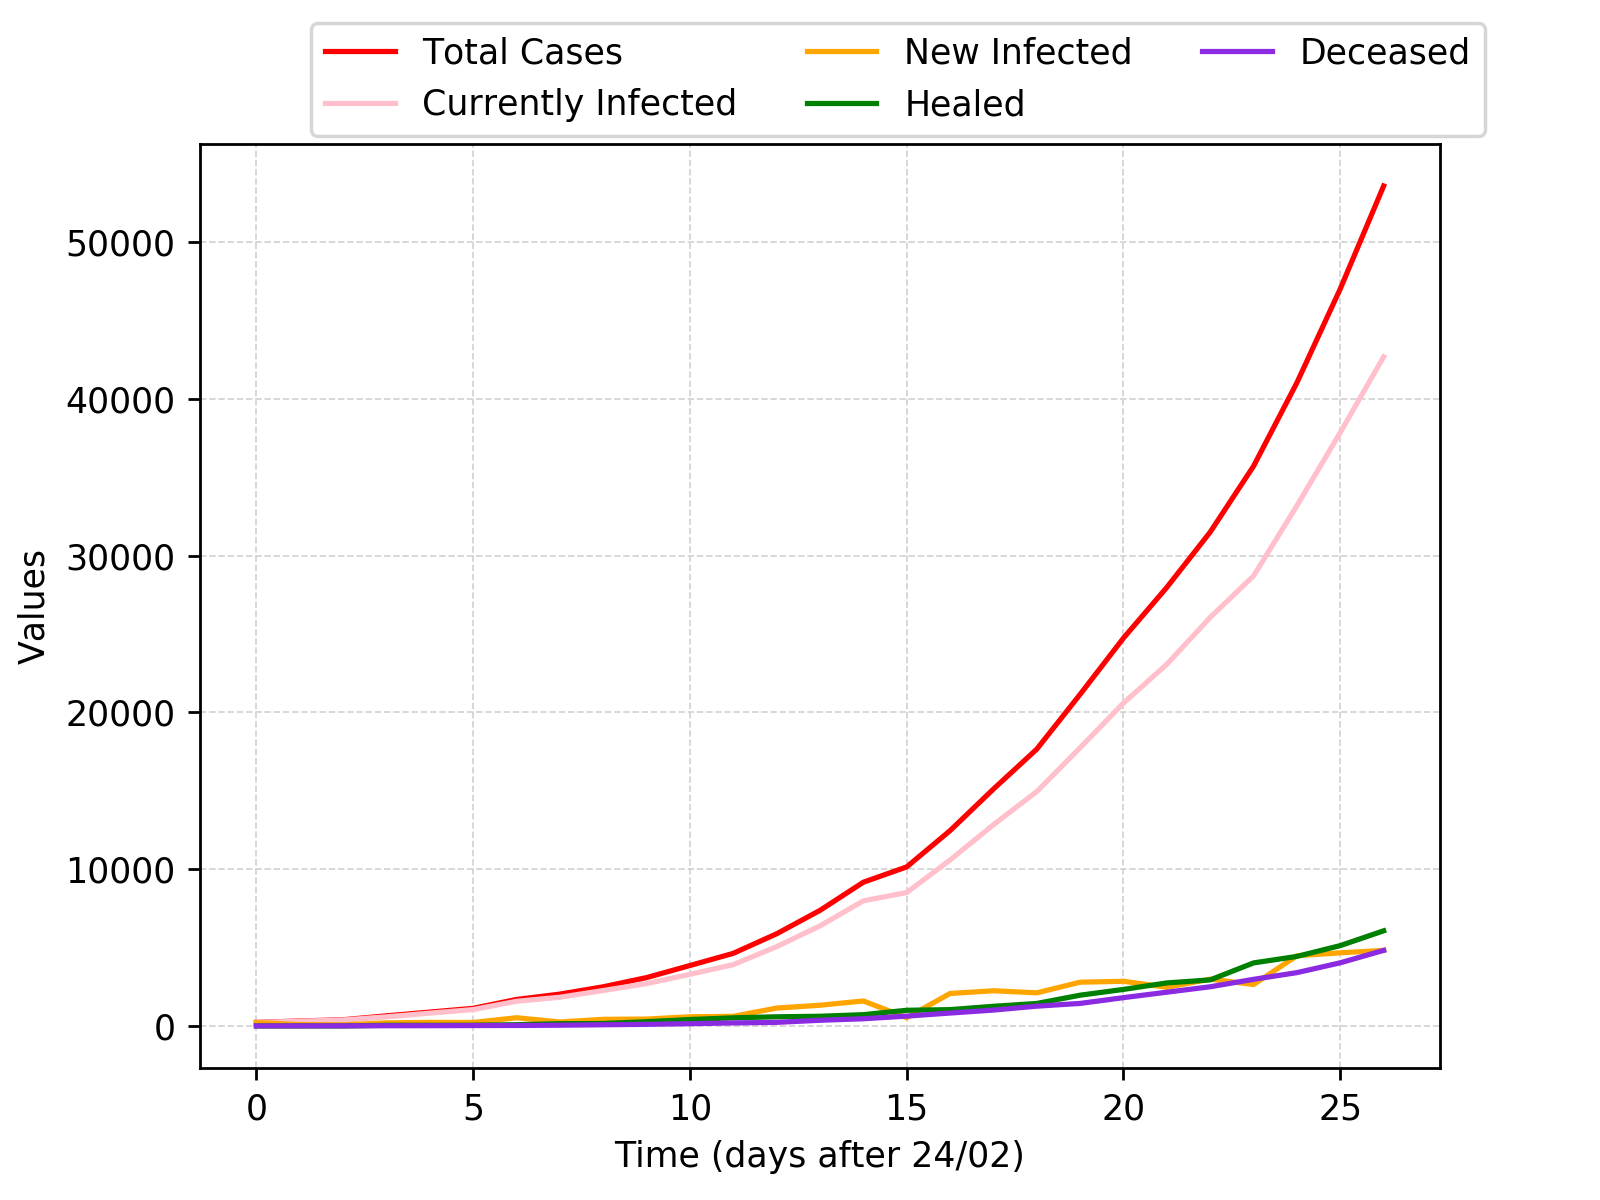 Total Cases New Infected Deceased
Currently Infected Healed
50000
40000
30000
20000
10000
0
Values
0 5 10 15 20 25
Time (days after 24/02)